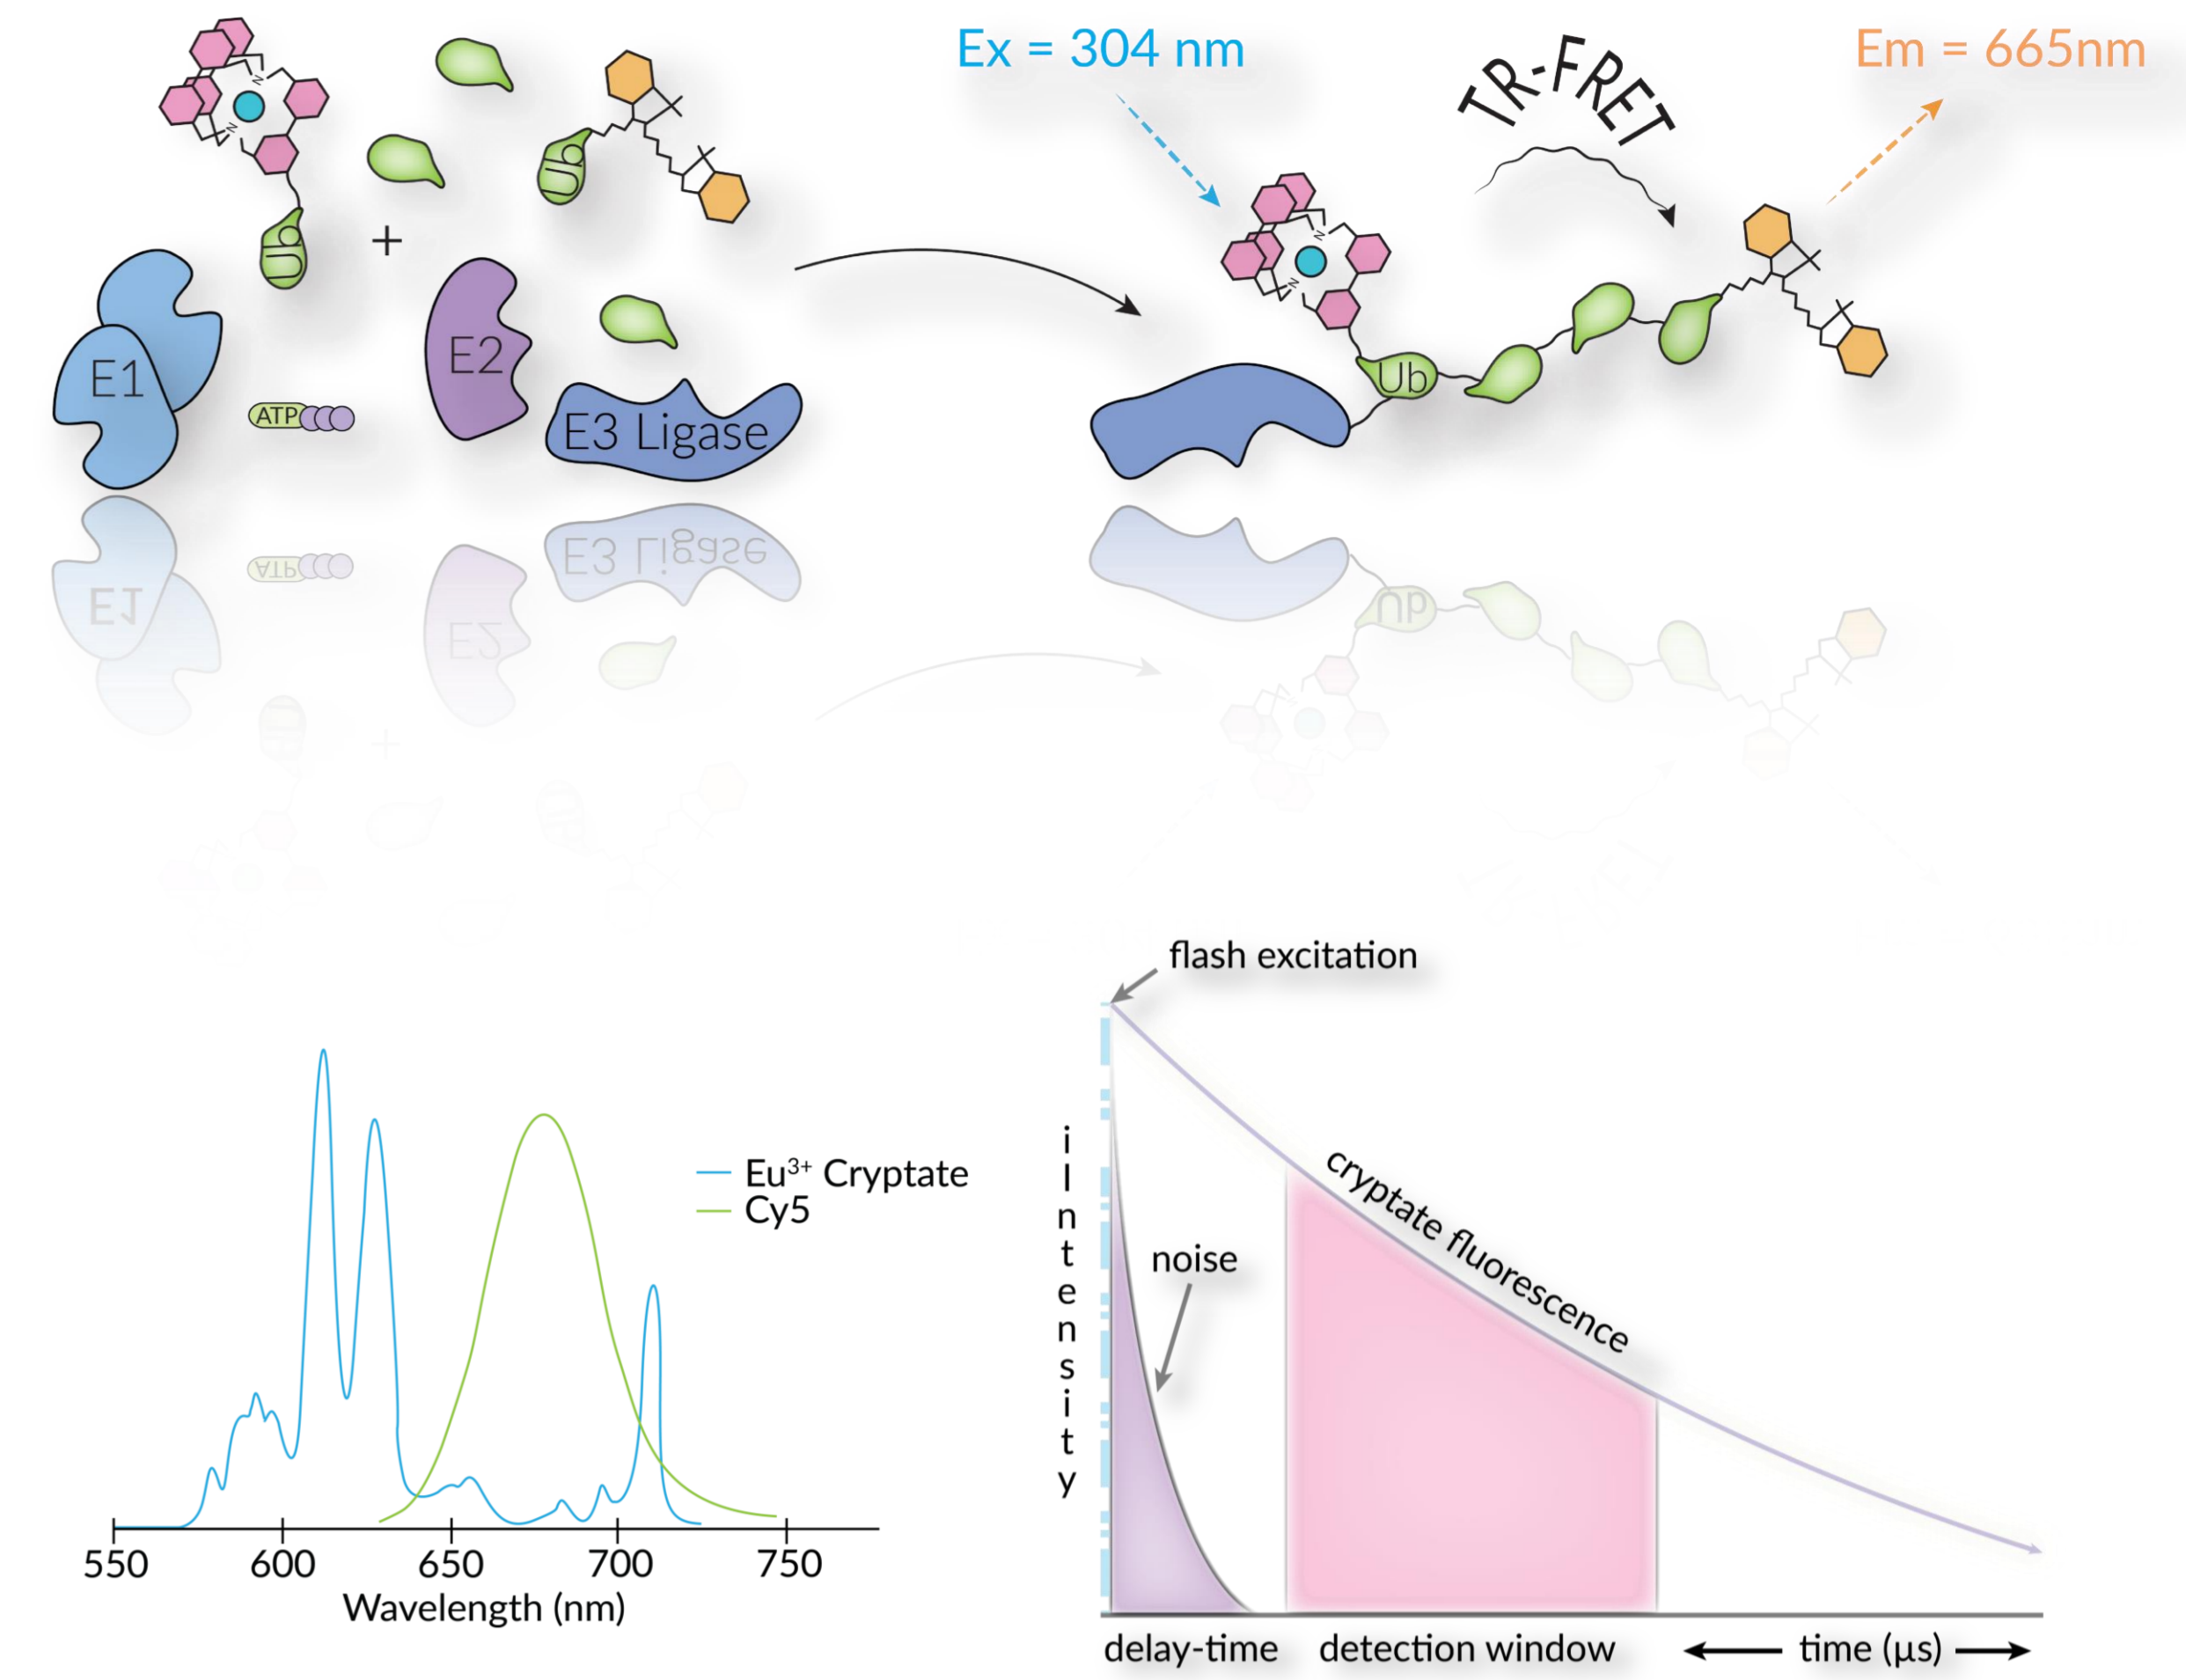 Ex = 304 nm
TR-FRET
Em = 665nm
N
N
Ub
Ub
+
E1
ATP
E2
E3 Ligase
N
N
Ub
flash excitation
intensity
noise
cryptate fluorescence
delay-time
detection window
time (µs)
Eu³⁺ Cryptate
Cy5
550 600 650 700 750
Wavelength (nm)